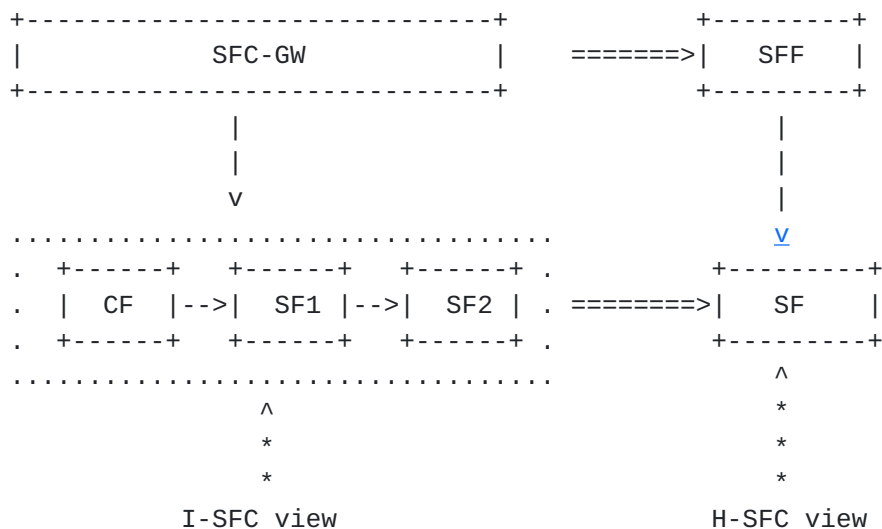 +------------------------------+            +---------+
|            SFC-GW            |    =======>|   SFF   |
+------------------------------+            +---------+
|                                  |
|                                  |
v                                  |
...................................              v
.  +------+   +------+   +------+ .          +---------+
.  |  CF  |-->|  SF1 |-->|  SF2 | . ========>|   SF    |
.  +------+   +------+   +------+ .          +---------+
...................................              ^
^                                *
*                                *
*                                *
I-SFC view                        H-SFC view